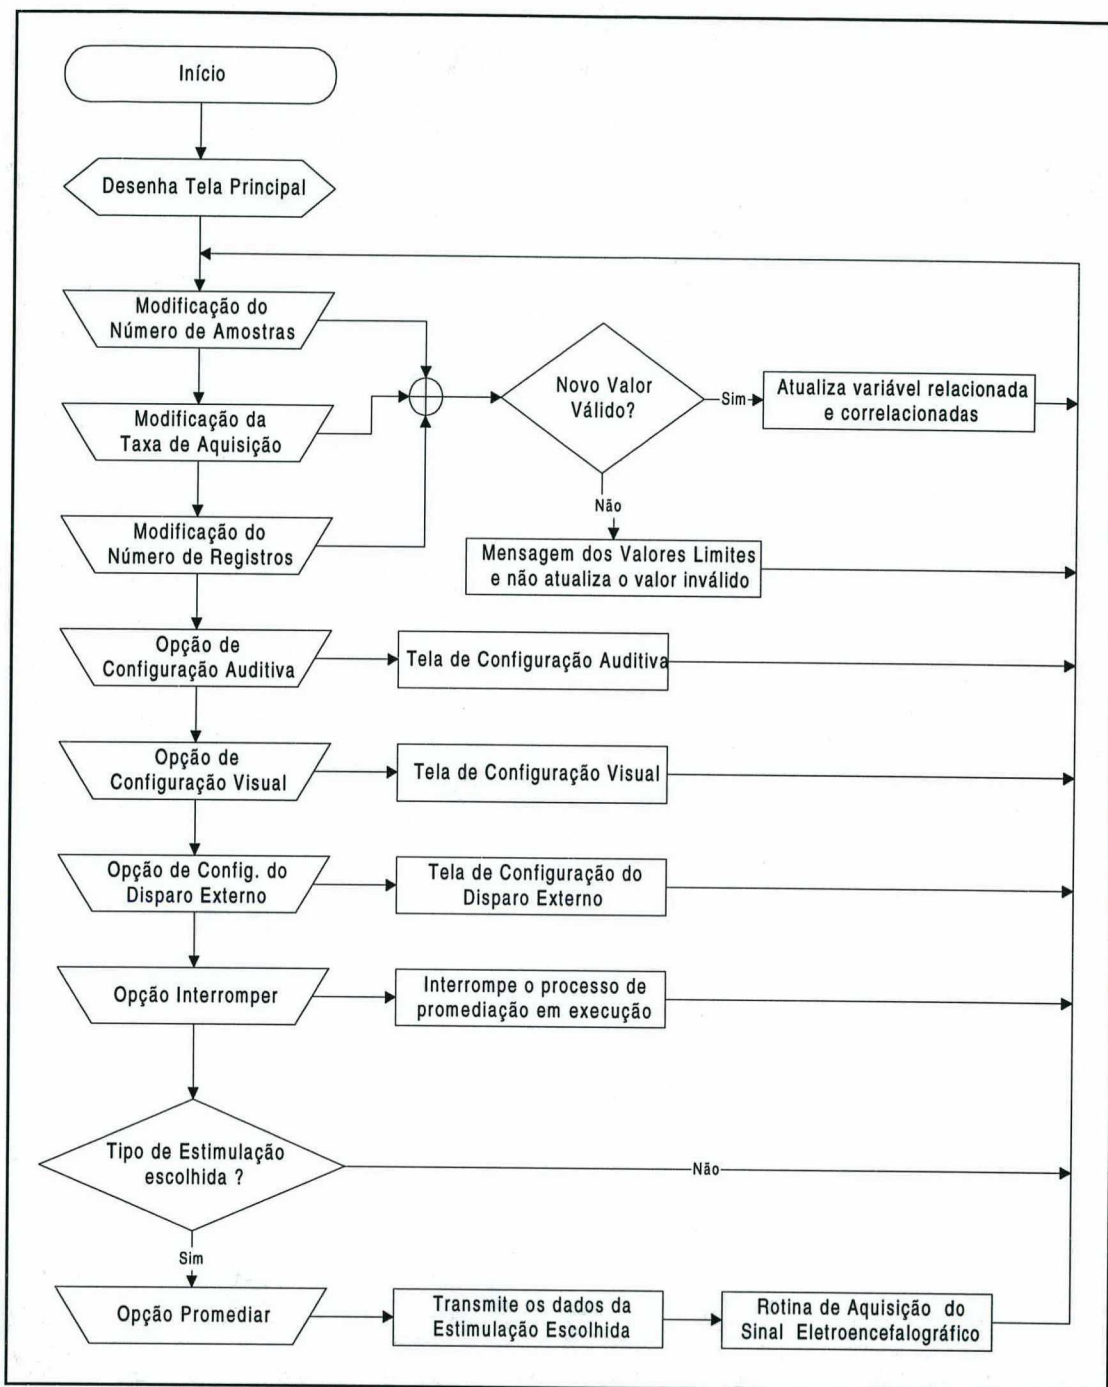 Início
Desenha Tela Principal
Modificação do
Número de Amostras
Modificação da
Taxa de Aquisição
Modificação do
Número de Registros
Novo Valor
Válido?
Sim
Atualiza variável relacionada
e correlacionadas
Não
Mensagem dos Valores Limites
e não atualiza o valor inválido
Opção de
Configuração Auditiva
Tela de Configuração Auditiva
Opção de
Configuração Visual
Tela de Configuração Visual
Opção de Config. do
Disparo Externo
Tela de Configuração do
Disparo Externo
Opção Interromper
Interrompe o processo de
promediação em execução
Tipo de Estimulação
escolhida ?
Não
Sim
Opção Promediar
Transmite os dados da
Estimulação Escolhida
Rotina de Aquisição do
Sinal Eletroencefalográfico